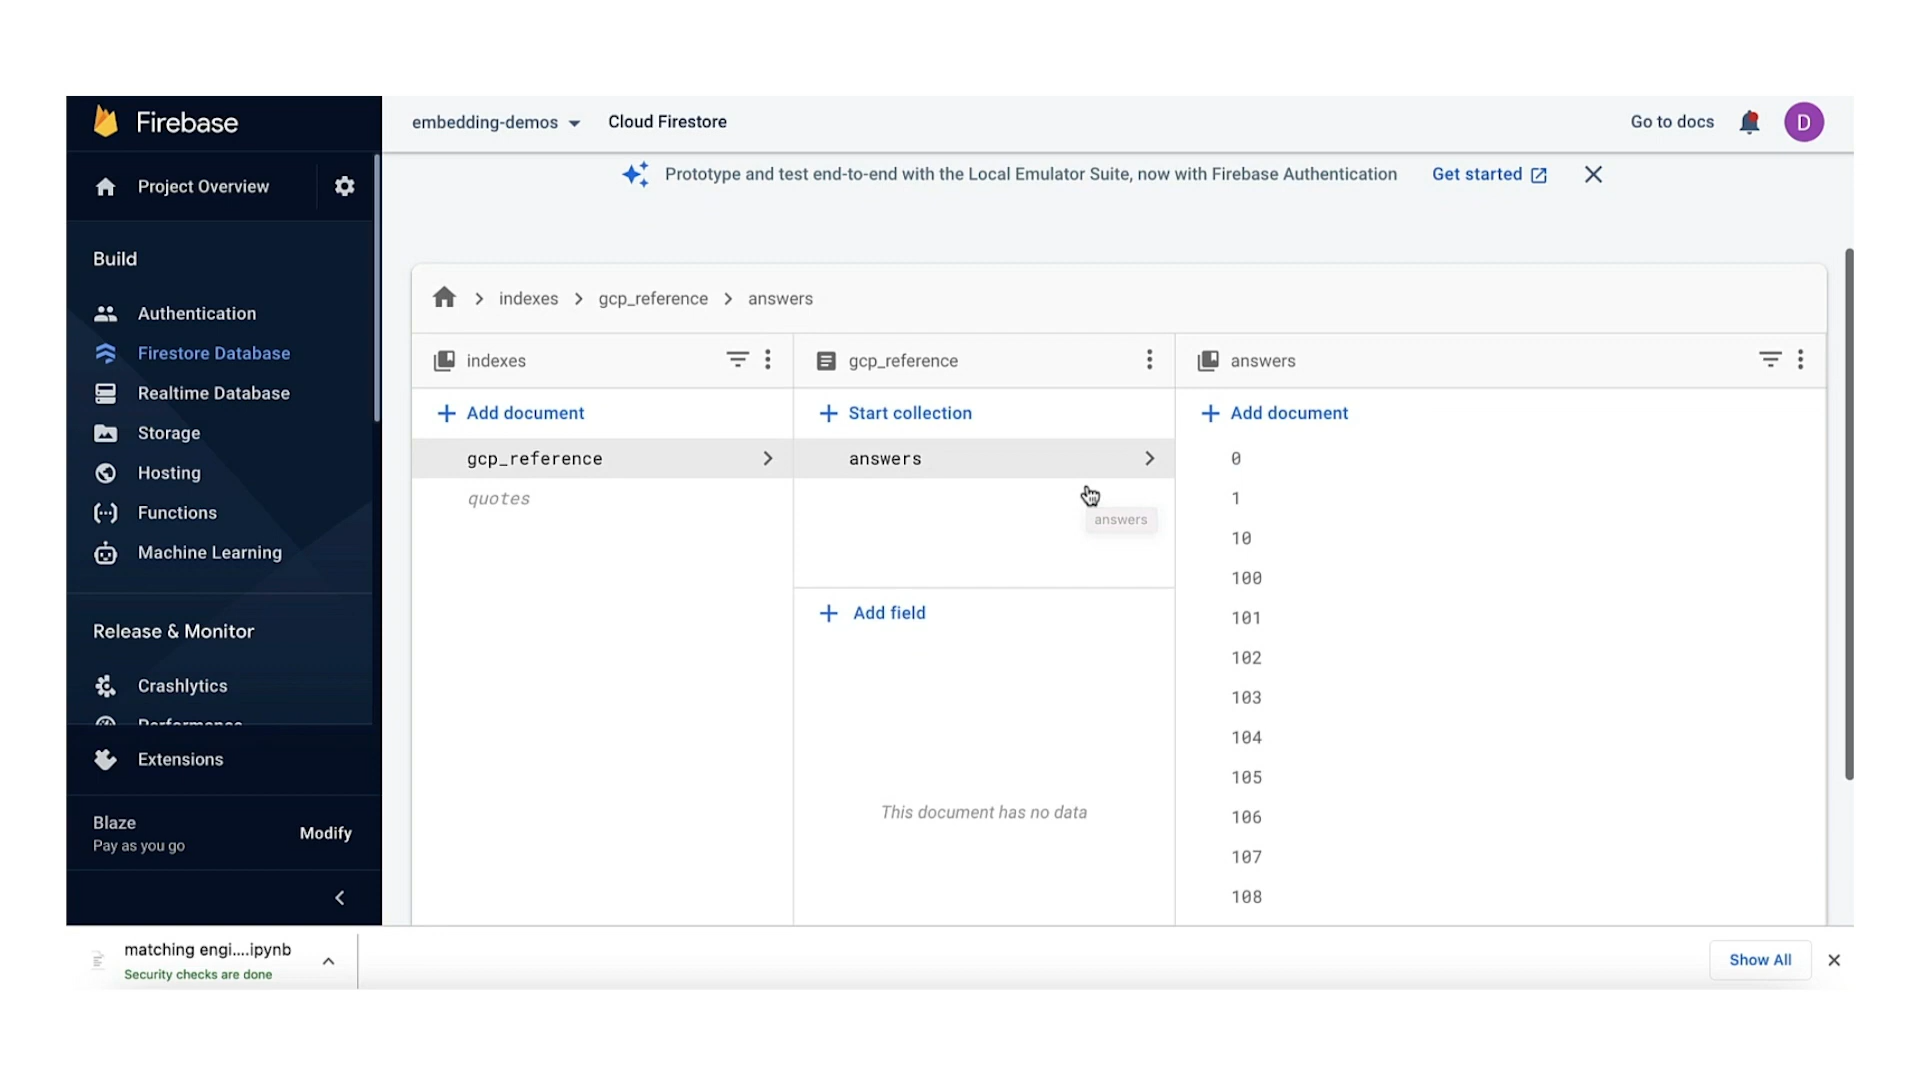 Firebase
embedding-demos
Cloud Firestore
Go to docs
D
Prototype and test end-to-end with the Local Emulator Suite, now with Firebase Authentication
Get started
Project Overview
Build
Authentication
Firestore Database
Realtime Database
Storage
Hosting
Functions
Machine Learning
Release & Monitor
Crashlytics
Performance
Extensions
Blaze
Pay as you go
Modify
indexes > gcp_reference > answers
indexes
Add document
gcp_reference
quotes
gcp_reference
Start collection
answers
answers
Add field
This document has no data
answers
Add document
0
1
10
100
101
102
103
104
105
106
107
108
matching engi....ipynb
Security checks are done
Show All